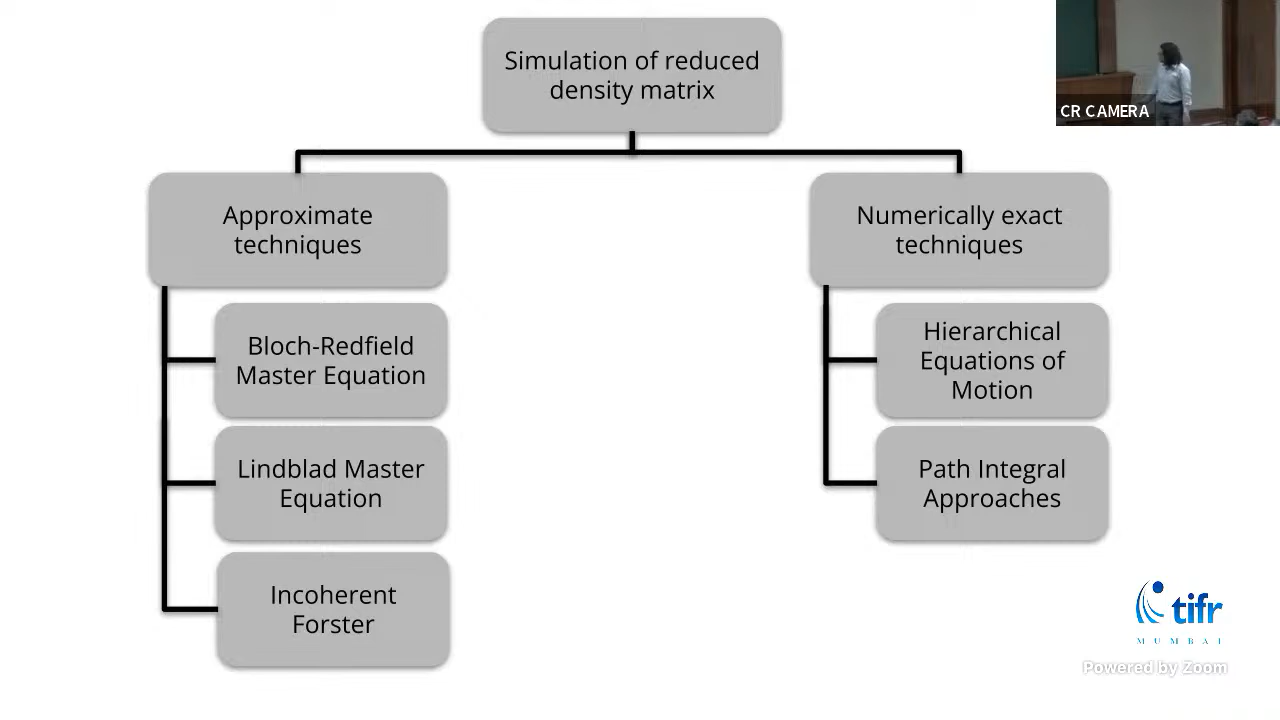 Simulation of reduced
density matrix
CR CAMERA
Approximate
techniques
Numerically exact
techniques
Bloch-Redfield
Master Equation
Hierarchical
Equations of
Motion
Lindblad Master
Equation
Path Integral
Approaches
Incoherent
Forster
tifr
MUMBAI
Powered by Zoom